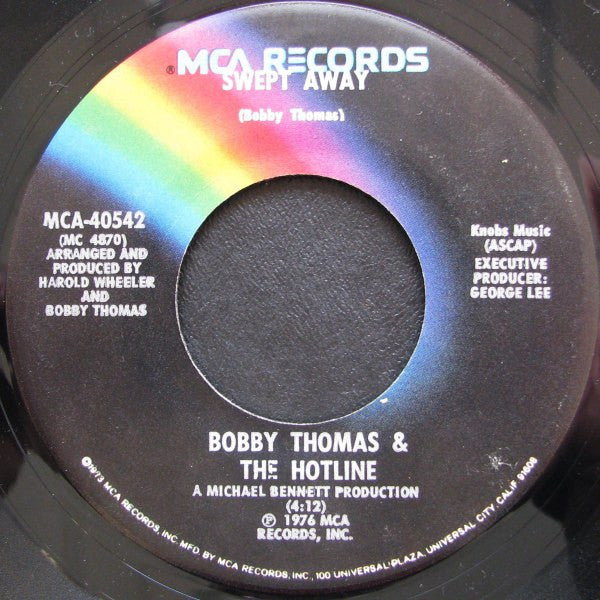 ®MCA RECORDS
SWEPT AWAY
(Bobby Thomas)
MCA-40542
(MC 4870)
ARRANGED AND
PRODUCED BY
HAROLD WHEELER
AND
BOBBY THOMAS
Knobs Music
(ASCAP)
EXECUTIVE
PRODUCER:
GEORGE LEE
BOBBY THOMAS &
THE HOTLINE
A MICHAEL BENNETT PRODUCTION
(4:12)
℗ 1976 MCA
RECORDS, INC.
©1973 MCA RECORDS, INC. MFD. BY MCA RECORDS, INC., 100 UNIVERSAL PLAZA, UNIVERSAL CITY, CALIF. 91608